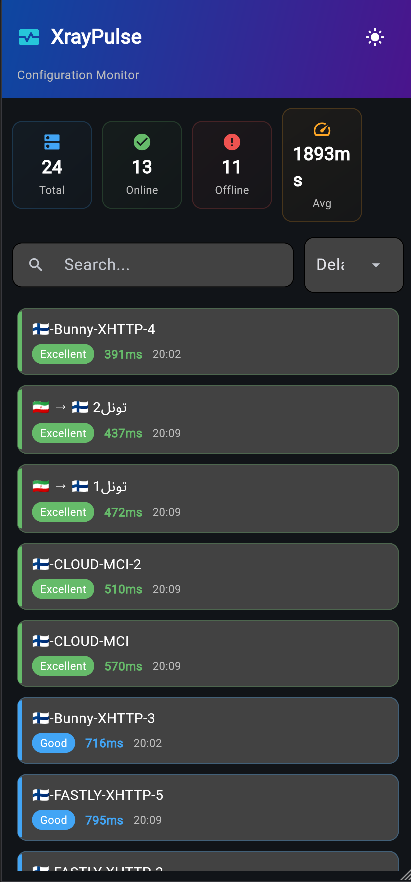 XrayPulse
Configuration Monitor
24
Total
13
Online
11
Offline
1893m
s
Avg
Search...
Dela
🇫🇮-Bunny-XHTTP-4
Excellent 391ms 20:02
🇮🇷 → 🇫🇮 تونل2
Excellent 437ms 20:09
🇮🇷 → 🇫🇮 تونل1
Excellent 472ms 20:09
🇫🇮-CLOUD-MCI-2
Excellent 510ms 20:09
🇫🇮-CLOUD-MCI
Excellent 570ms 20:09
🇫🇮-Bunny-XHTTP-3
Good 716ms 20:02
🇫🇮-FASTLY-XHTTP-5
Good 795ms 20:09